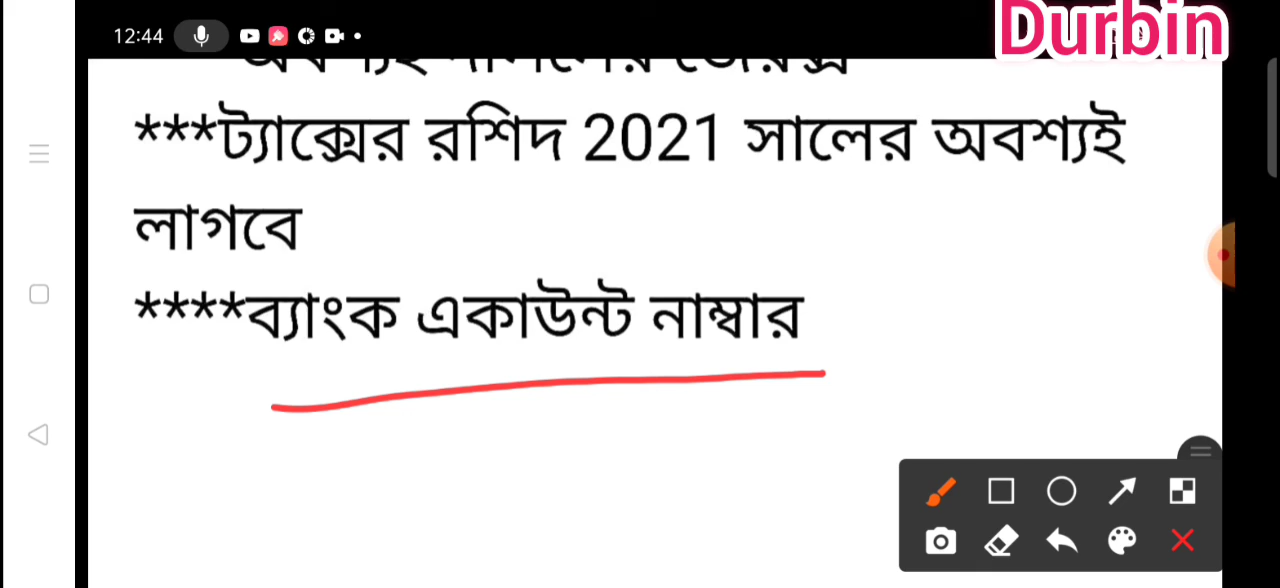 12:44
Durbin
***ট্যাক্সের রশিদ 2021 সালের অবশ্যই
লাগবে
****ব্যাংক একাউন্ট নাম্বার